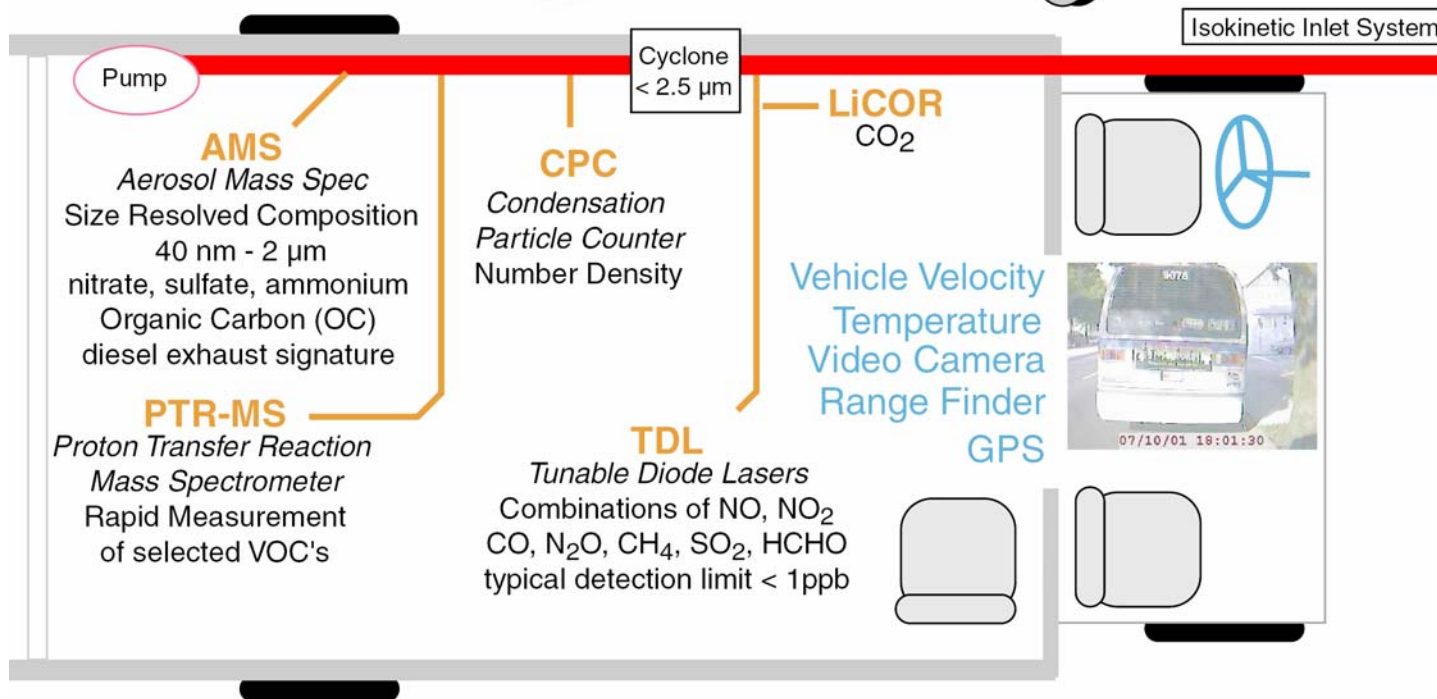 Isokinetic Inlet System
Pump
Cyclone
< 2.5 μm
LiCOR
CO₂
AMS
Aerosol Mass Spec
Size Resolved Composition
40 nm - 2 μm
nitrate, sulfate, ammonium
Organic Carbon (OC)
diesel exhaust signature
CPC
Condensation
Particle Counter
Number Density
PTR-MS
Proton Transfer Reaction
Mass Spectrometer
Rapid Measurement
of selected VOC's
TDL
Tunable Diode Lasers
Combinations of NO, NO₂
CO, N₂O, CH₄, SO₂, HCHO
typical detection limit < 1ppb
Vehicle Velocity
Temperature
Video Camera
Range Finder
GPS
07/10/01 18:01:30